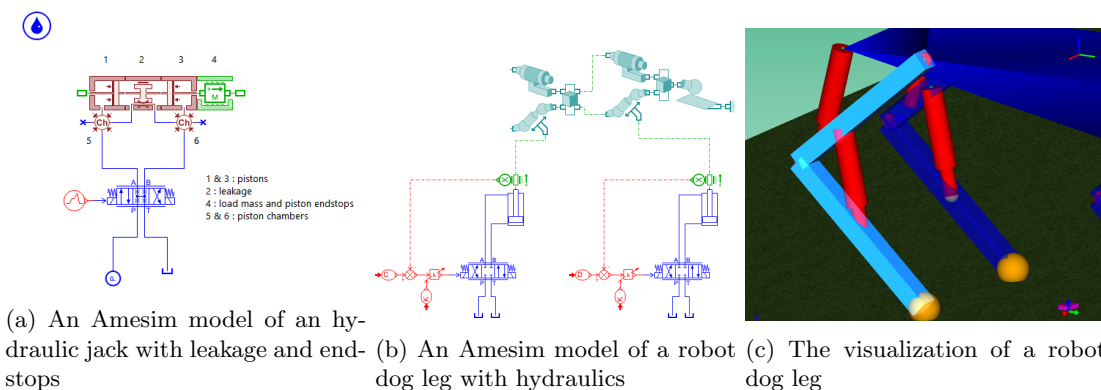 1 2 3 4
M
Ch Ch
5 6
A B
P T
P
1 & 3 : pistons
2 : leakage
4 : load mass and piston endstops
5 & 6 : piston chambers
A B
P T
C
k
K
A B
P T
D
k
K
(a) An Amesim model of an hy-
draulic jack with leakage and end-
stops
(b) An Amesim model of a robot
dog leg with hydraulics
(c) The visualization of a robot
dog leg